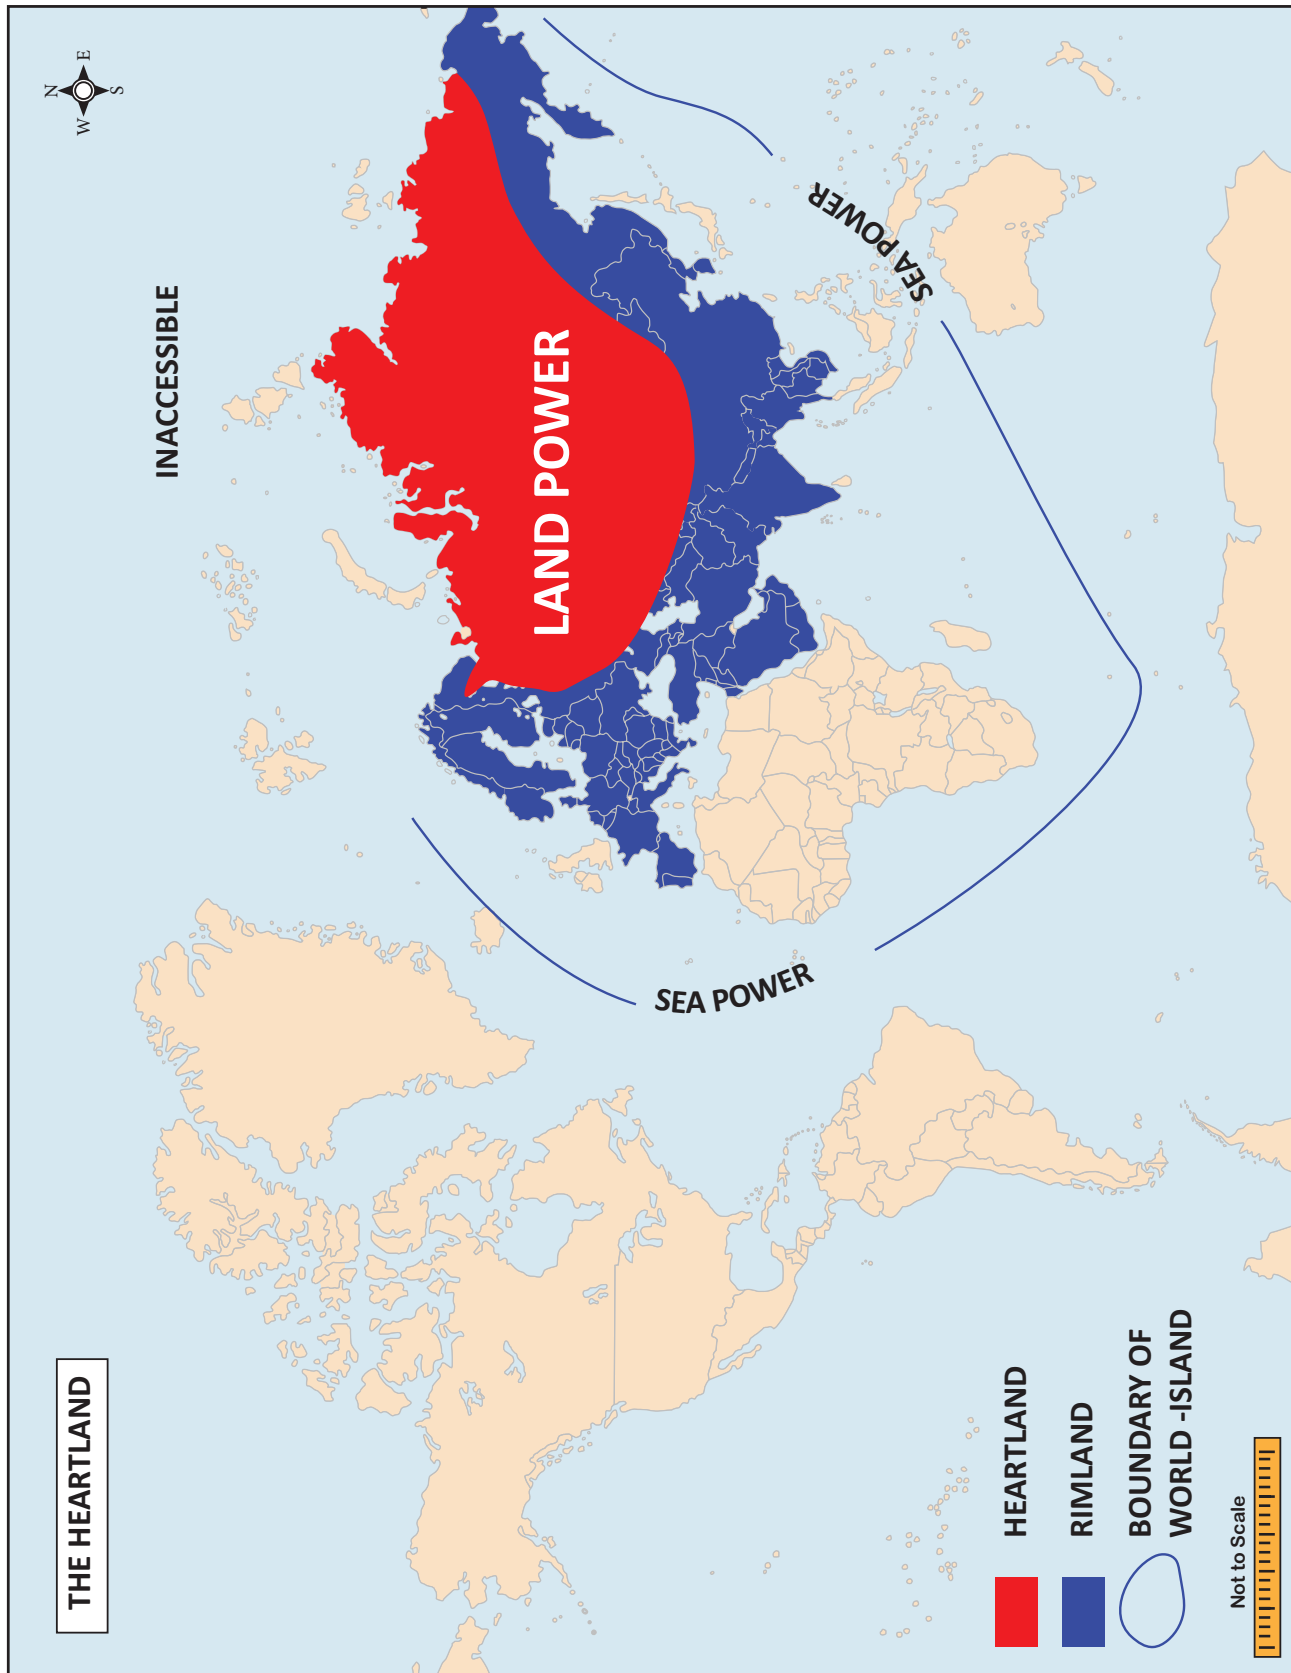 THE HEARTLAND
N
W
E
S
INACCESSIBLE
LAND POWER
SEA POWER
SEA POWER
HEARTLAND
RIMLAND
BOUNDARY OF
WORLD -ISLAND
Not to Scale